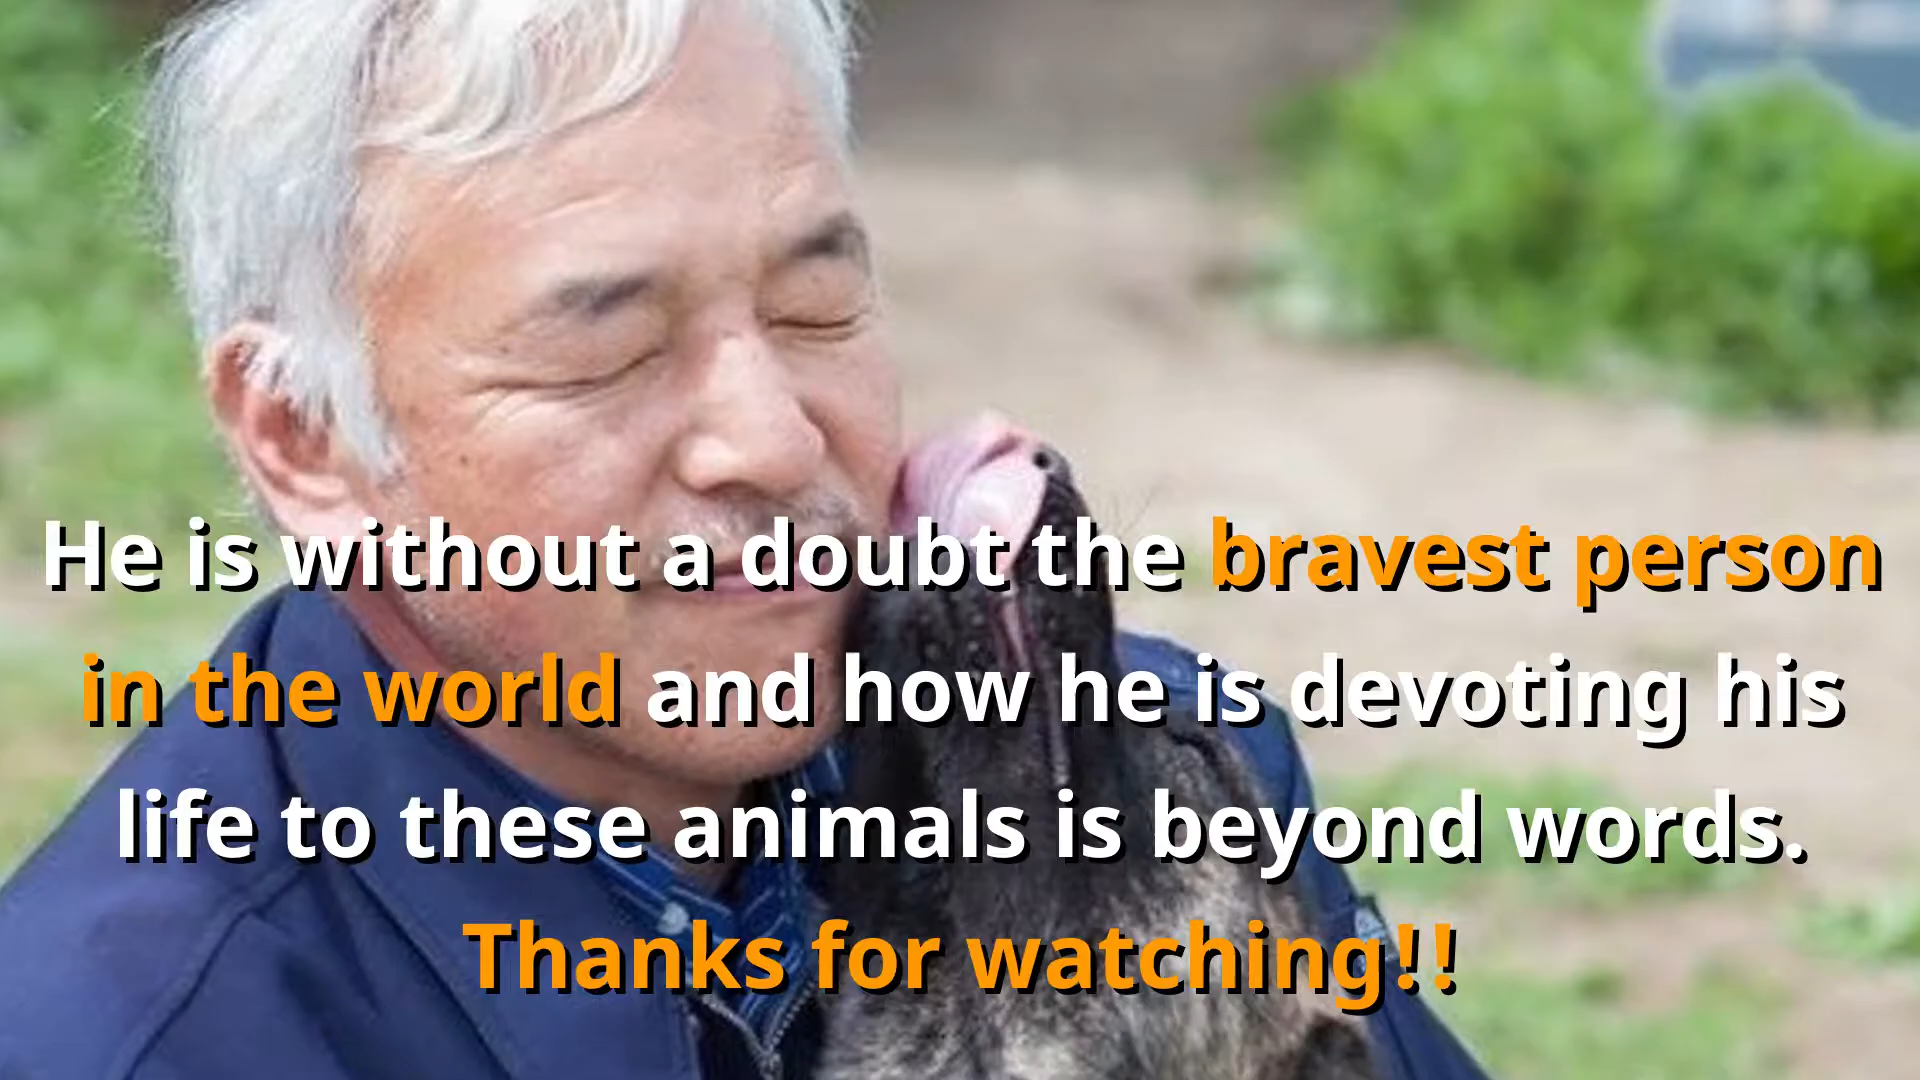 He is without a doubt the bravest person
in the world and how he is devoting his
life to these animals is beyond words.
Thanks for watching!!